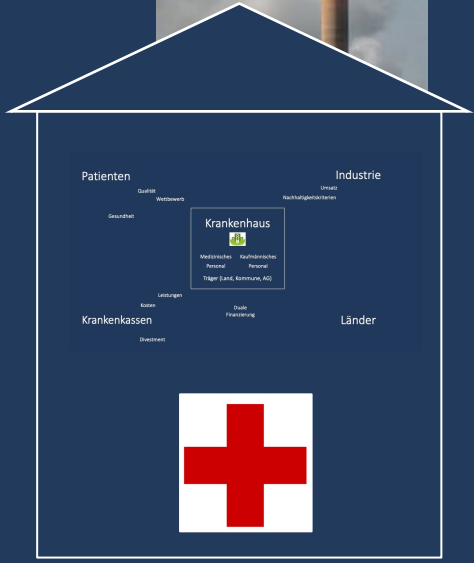 Patienten
Industrie
Qualität
Umsatz
Wettbewerb
Nachhaltigkeitskriterien
Gesundheit
Krankenhaus
Medizinisches
Personal
Kaufmännisches
Personal
Träger (Land, Kommune, AG)
Leistungen
Kosten
Duale
Finanzierung
Krankenkassen
Länder
Divestment